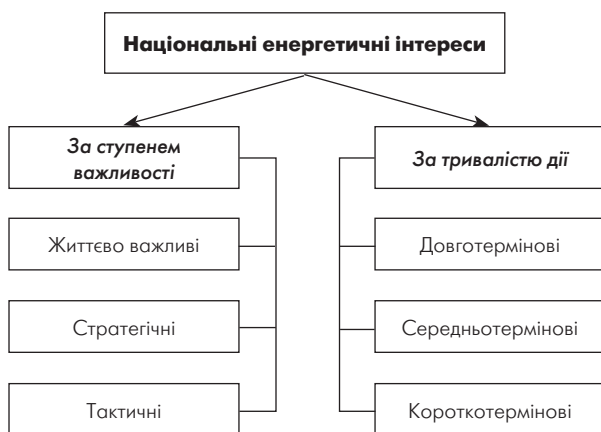 Національні енергетичні інтереси
За ступенем
важливості
Життєво важливі
Стратегічні
Тактичні
За тривалістю дії
Довготермінові
Середньотермінові
Короткотермінові